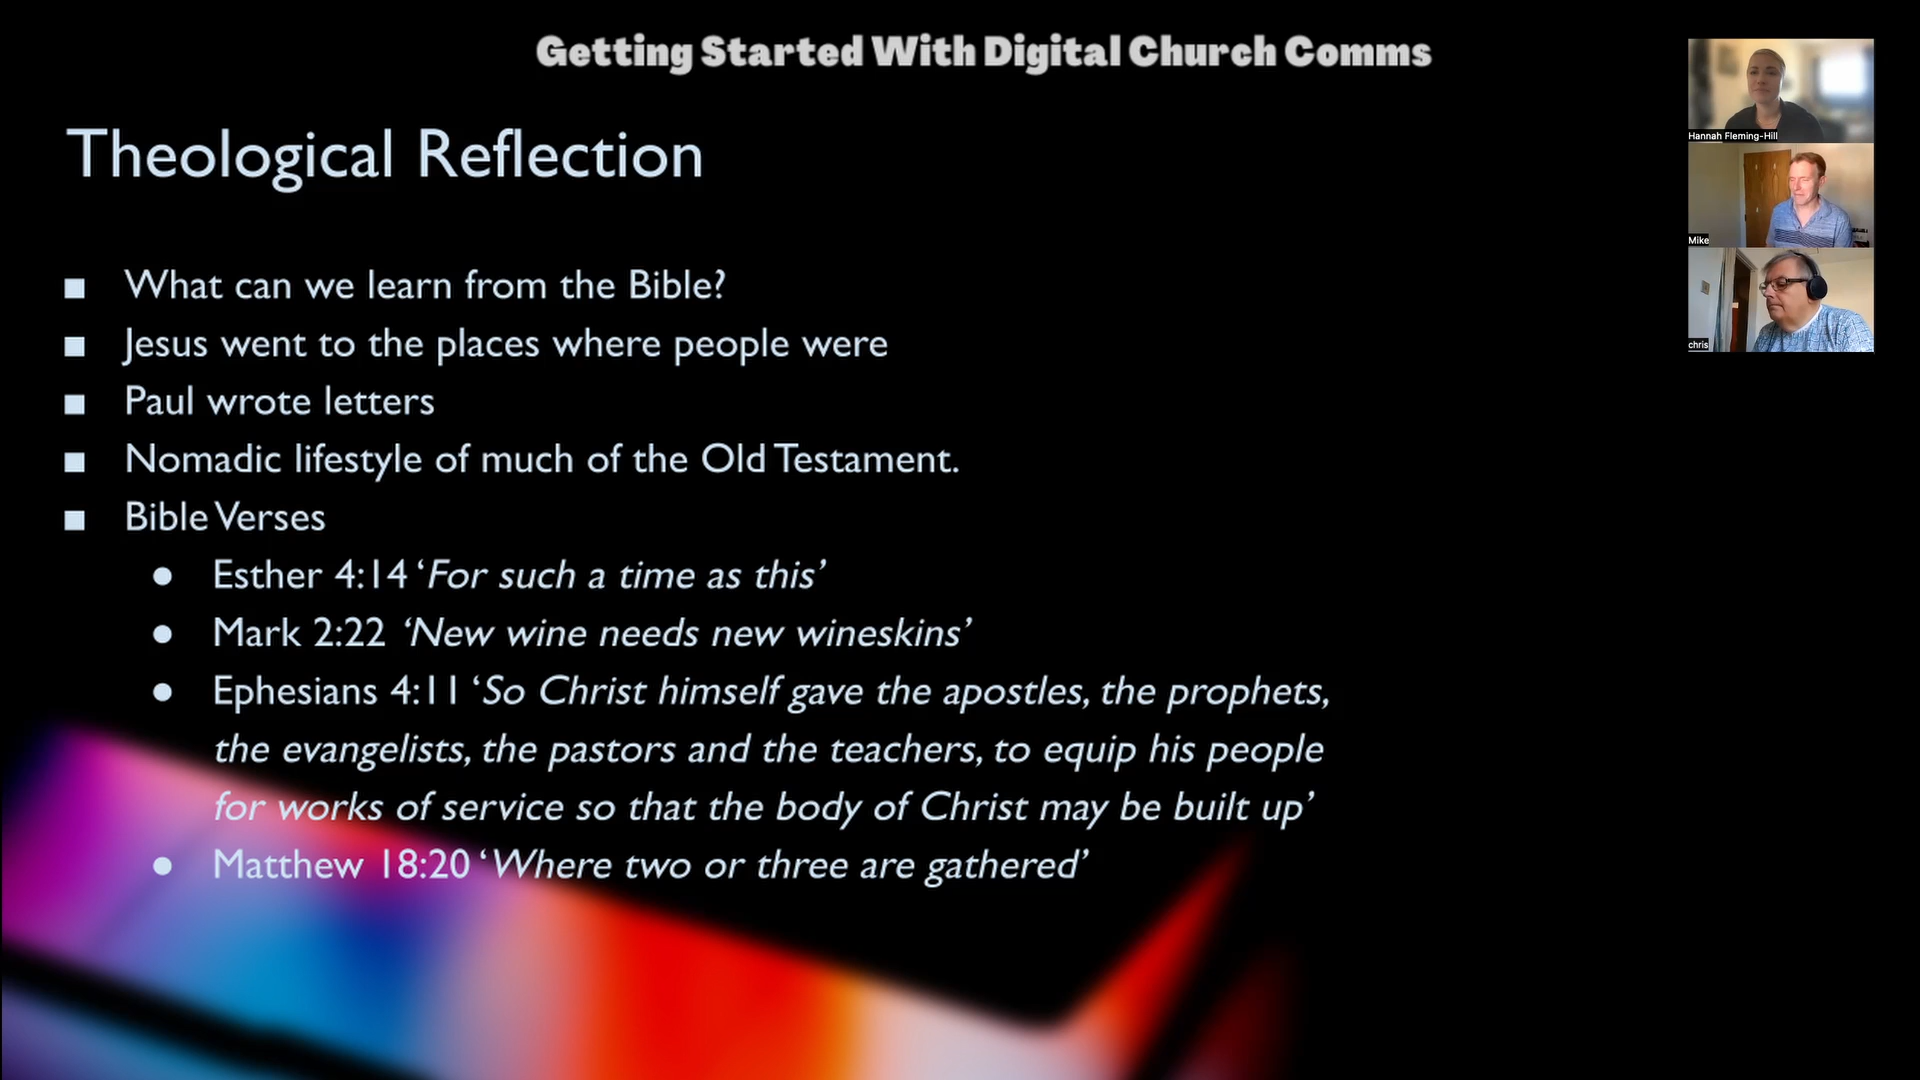 Getting Started With Digital Church Comms
Theological Reflection
What can we learn from the Bible?
Jesus went to the places where people were
Paul wrote letters
Nomadic lifestyle of much of the Old Testament.
Bible Verses
Esther 4:14 ‘For such a time as this’
Mark 2:22 ‘New wine needs new wineskins’
Ephesians 4:11 ‘So Christ himself gave the apostles, the prophets,
the evangelists, the pastors and the teachers, to equip his people
for works of service so that the body of Christ may be built up’
Matthew 18:20 ‘Where two or three are gathered’
Hannah Fleming-Hill
Mike
chris